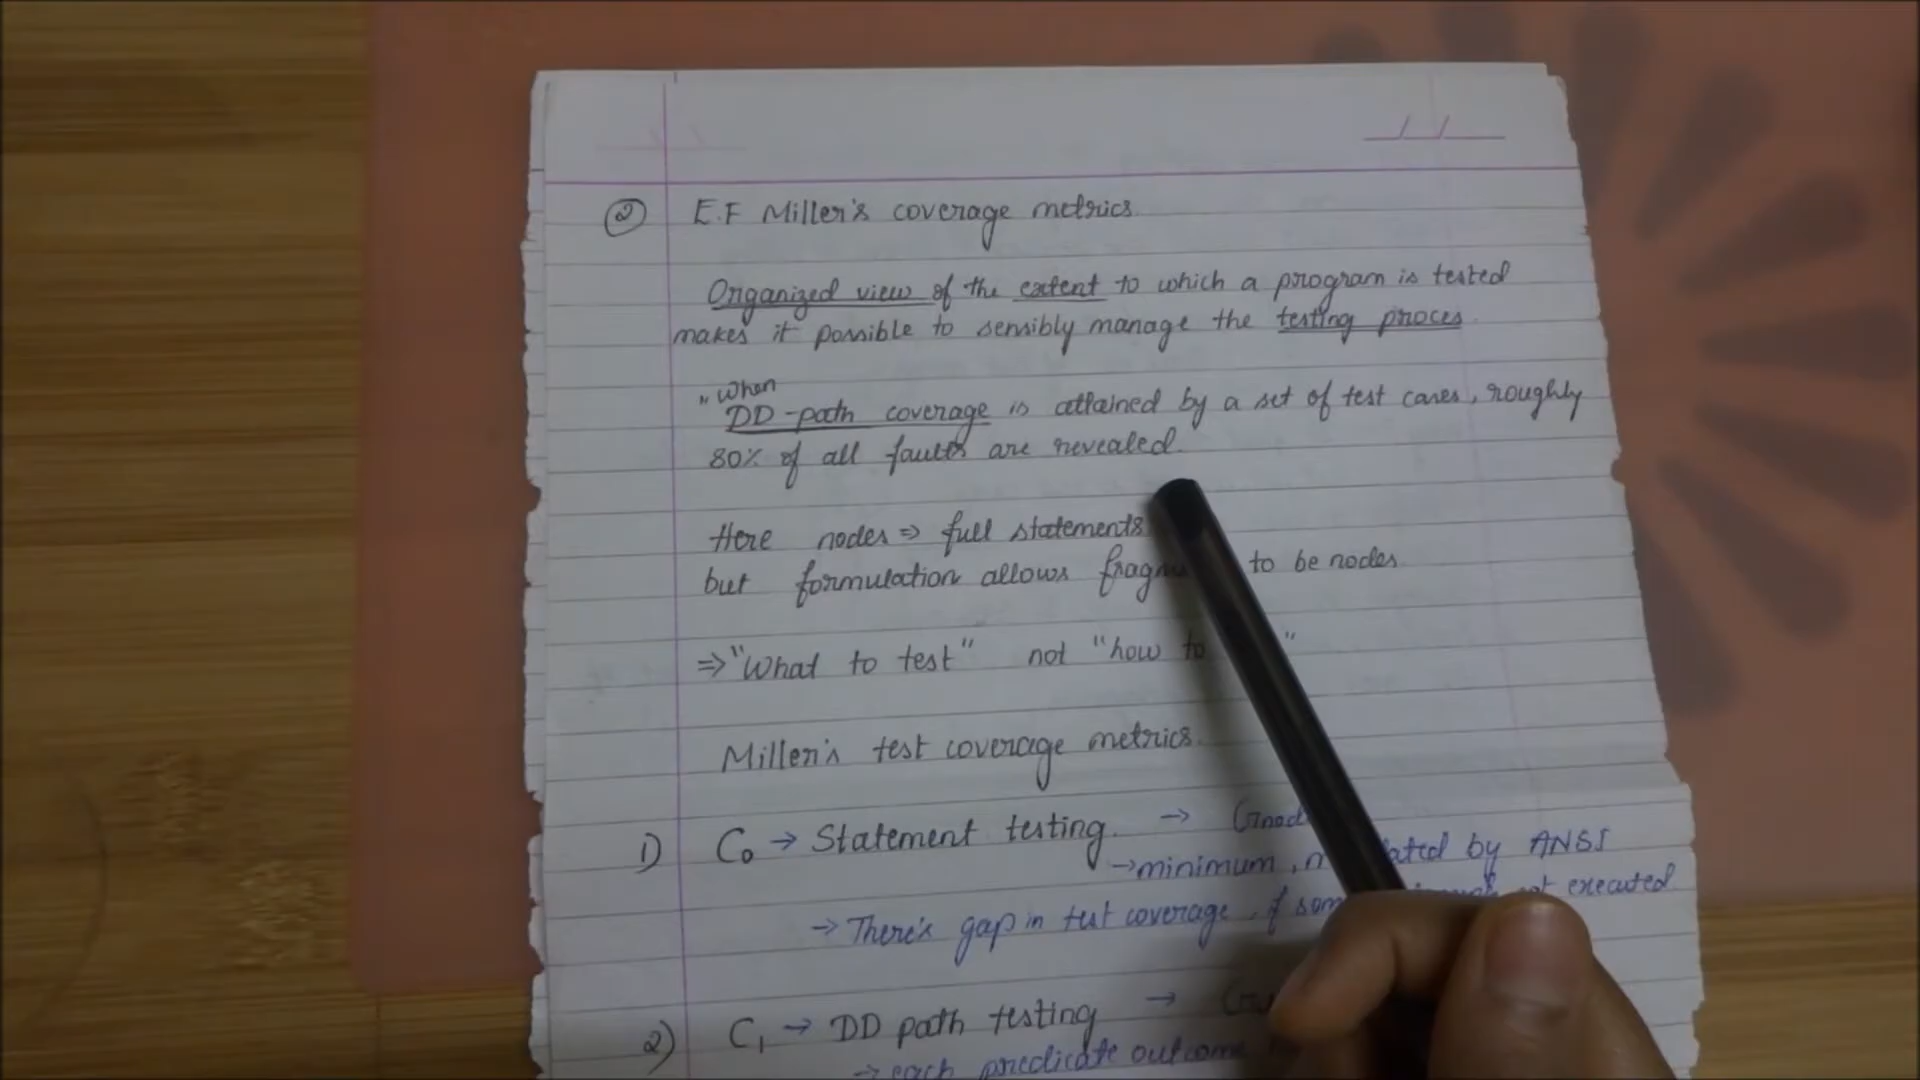 ② E.F Miller's coverage metrics.
Organized view of the extent to which a program is tested
makes it possible to sensibly manage the testing proces.
"When
DD-path coverage is attained by a set of test cases, roughly
80% of all faults are revealed.
Here nodes ⇒ full statements
but formulation allows to be nodes
⇒ "What to test" not "how to "
Miller's test coverage metrics.
1) C₀ → Statement testing. →
→ minimum, by ANSI
→ There's gap in test coverage, if executed
2) C₁ → DD path testing →
→ each predicate outcome